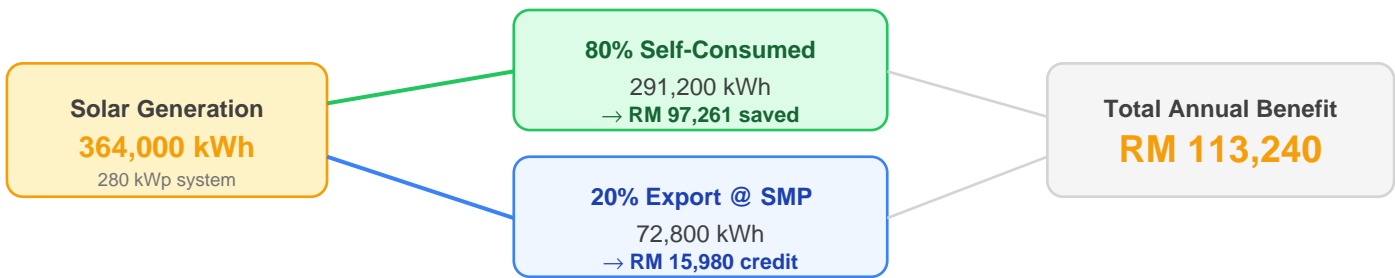 Solar Generation
364,000 kWh
280 kWp system
80% Self-Consumed
291,200 kWh
→ RM 97,261 saved
20% Export @ SMP
72,800 kWh
→ RM 15,980 credit
Total Annual Benefit
RM 113,240